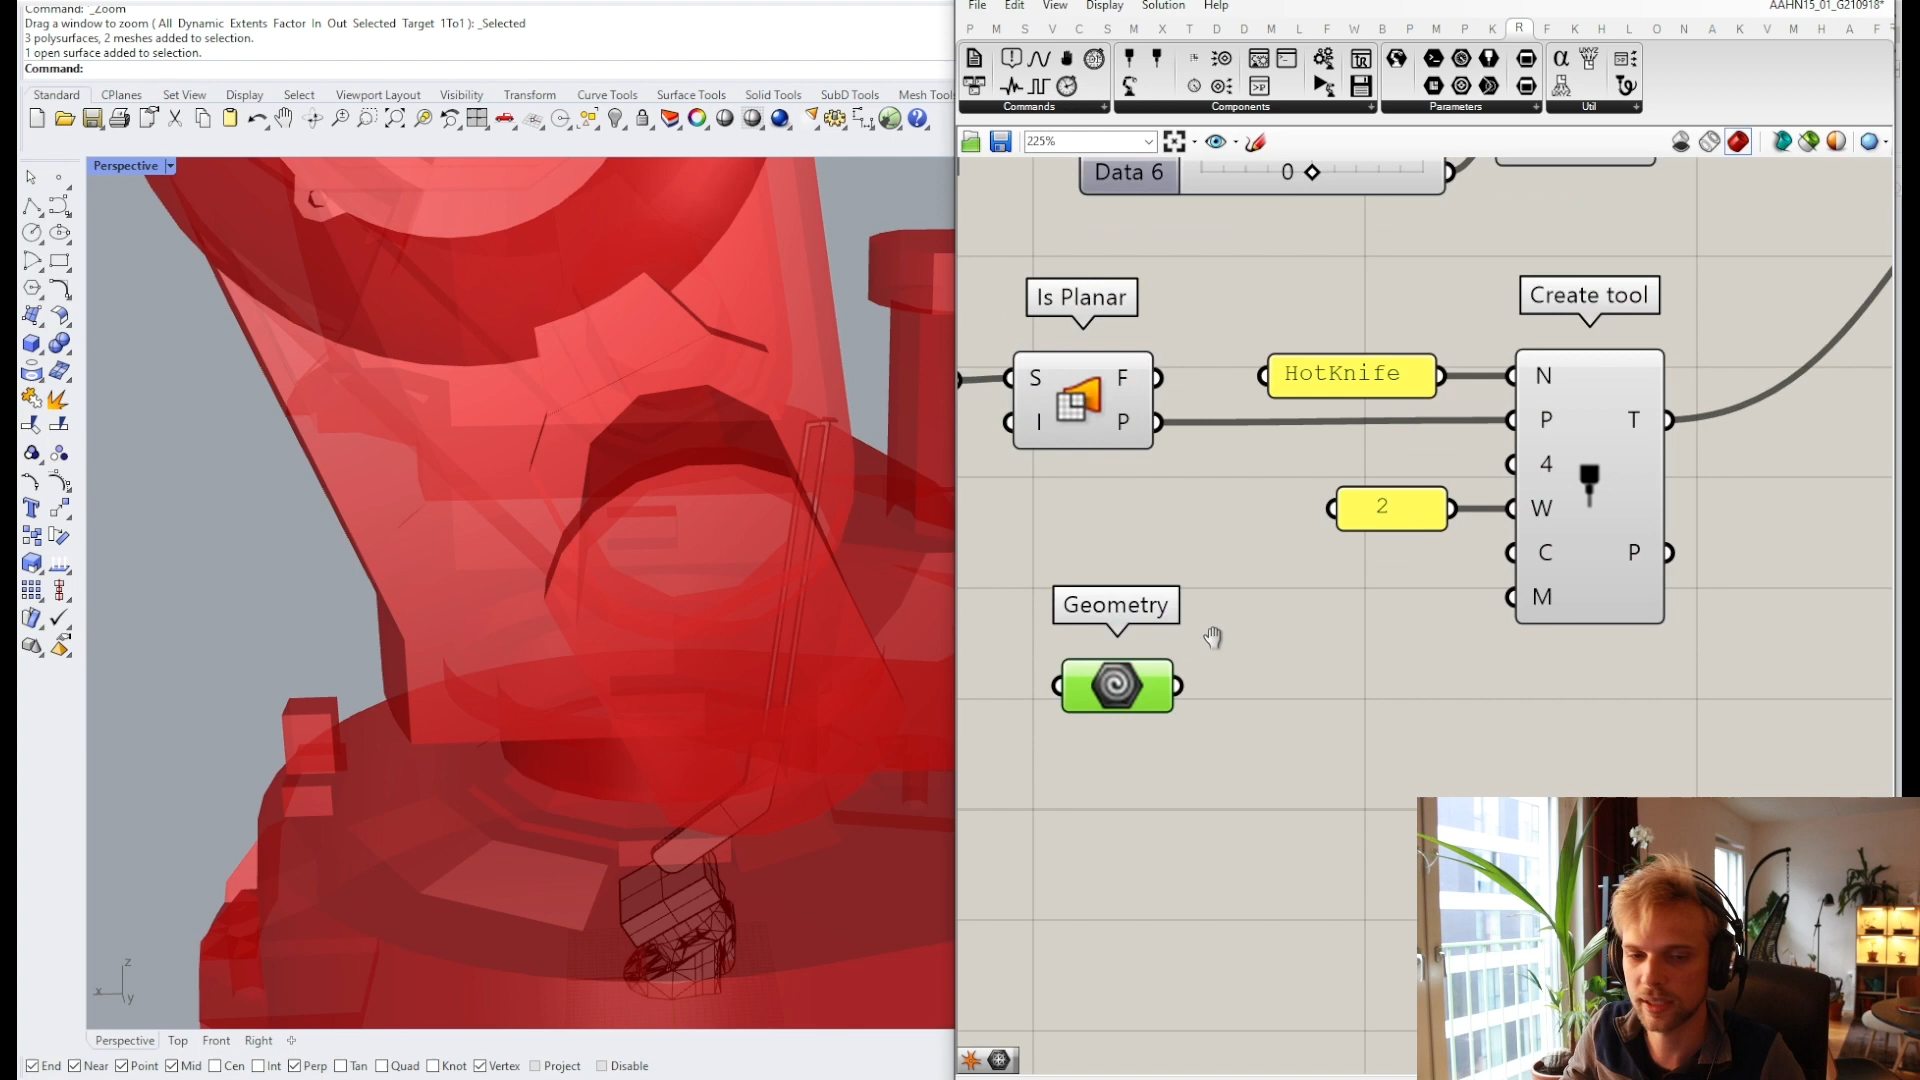 Command: '_Zoom
Drag a window to zoom ( All Dynamic Extents Factor In Out Selected Target 1To1 ): _Selected
3 polysurfaces, 2 meshes added to selection.
1 open surface added to selection.
Command:
Standard CPlanes Set View Display Select Viewport Layout Visibility Transform Curve Tools Surface Tools Solid Tools SubD Tools Mesh Tools
Perspective
z
x
y
Perspective Top Front Right
End Near Point Mid Cen Int Perp Tan Quad Knot Vertex Project Disable
File Edit View Display Solution Help
AAHN15_01_G210918*
P M S V C S M X T D D M L F W B P M K R F K H L O N A K V M H A F
Commands Components Parameters Util
225%
Data 6 0
Is Planar
S F
I P
HotKnife
2
Create tool
N
P T
4
W
C P
M
Geometry